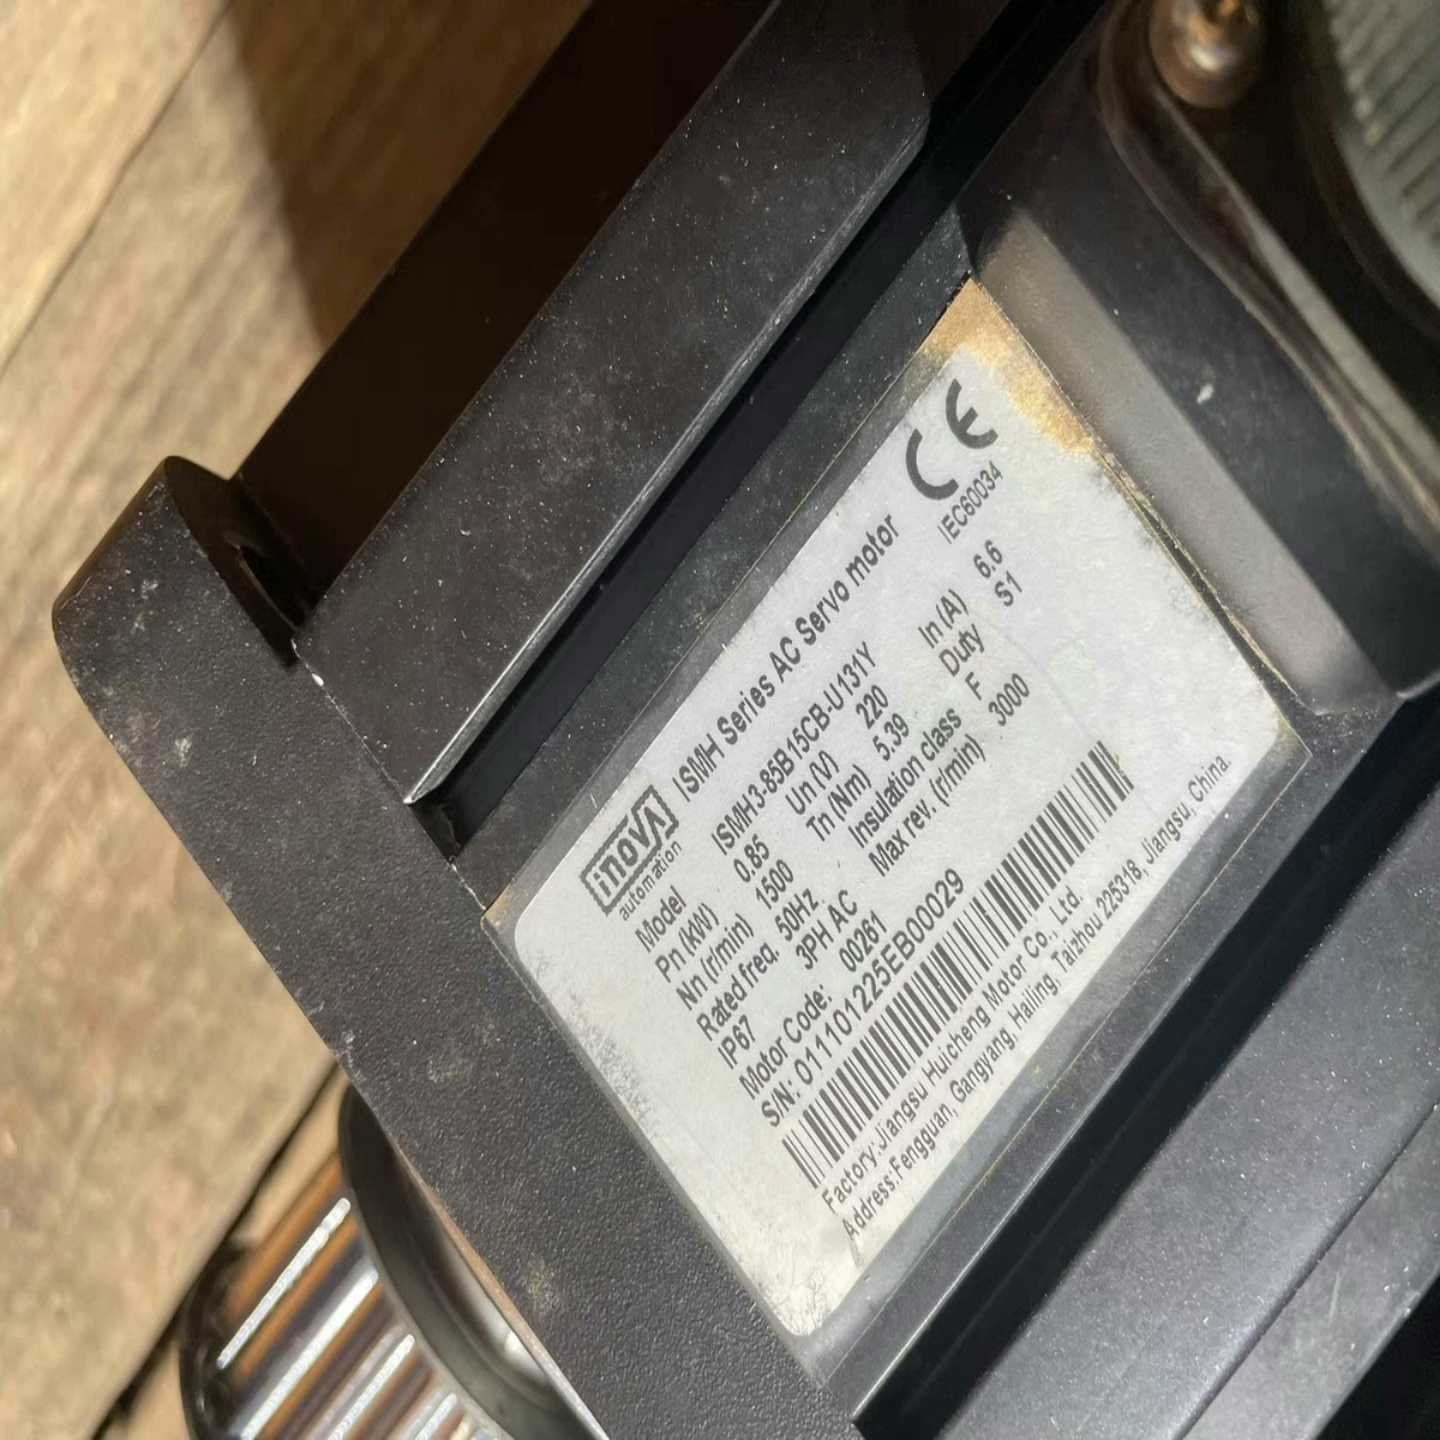 inovA
automation
ISMH Series AC Servo motor
CE
IEC60034
Model ISMH3-85B15CB-U131Y
Pn (kW) 0.85 Un (V) 220 In (A) 6.6
Nn (r/min) 1500 Tn (Nm) 5.39 Duty S1
Rated freq. 50Hz Insulation class F
IP67 3PH AC Max rev. (r/min) 3000
Motor Code: 00261
S/N: 011101225EB00029
Factory:Jiangsu Huicheng Motor Co., Ltd.
Address:Fengguan, Gangyang, Hailing, Taizhou 225318, Jiangsu, China.